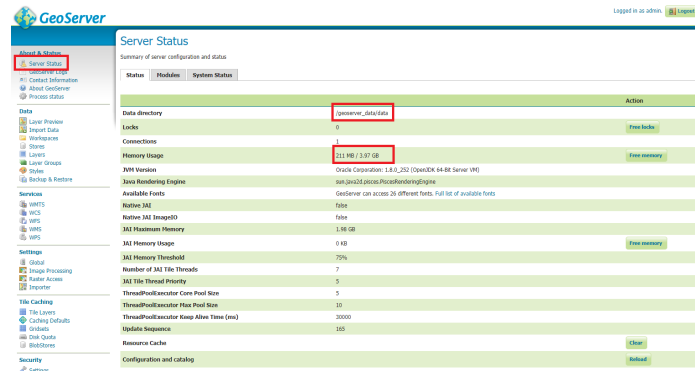 GeoServer
Logged in as admin.
Logout
About & Status
Server Status
GeoServer Logs
Contact Information
About GeoServer
Process status
Data
Layer Preview
Import Data
Workspaces
Stores
Layers
Layer Groups
Styles
Backup & Restore
Services
WMTS
WCS
WFS
WMS
WPS
Settings
Global
Image Processing
Raster Access
Importer
Tile Caching
Tile Layers
Caching Defaults
Gridsets
Disk Quota
BlobStores
Security
Settings
Server Status
Summary of server configuration and status
Status Modules System Status
Action
Data directory /geoserver_data/data
Locks 0 Free locks
Connections 1
Memory Usage 211 MB / 3.97 GB Free memory
JVM Version Oracle Corporation: 1.8.0_252 (OpenJDK 64-Bit Server VM)
Java Rendering Engine sun.java2d.pisces.PiscesRenderingEngine
Available Fonts GeoServer can access 26 different fonts. Full list of available fonts
Native JAI false
Native JAI ImageIO false
JAI Maximum Memory 1.98 GB
JAI Memory Usage 0 KB Free memory
JAI Memory Threshold 75%
Number of JAI Tile Threads 7
JAI Tile Thread Priority 5
ThreadPoolExecutor Core Pool Size 5
ThreadPoolExecutor Max Pool Size 10
ThreadPoolExecutor Keep Alive Time (ms) 30000
Update Sequence 165
Resource Cache Clear
Configuration and catalog Reload